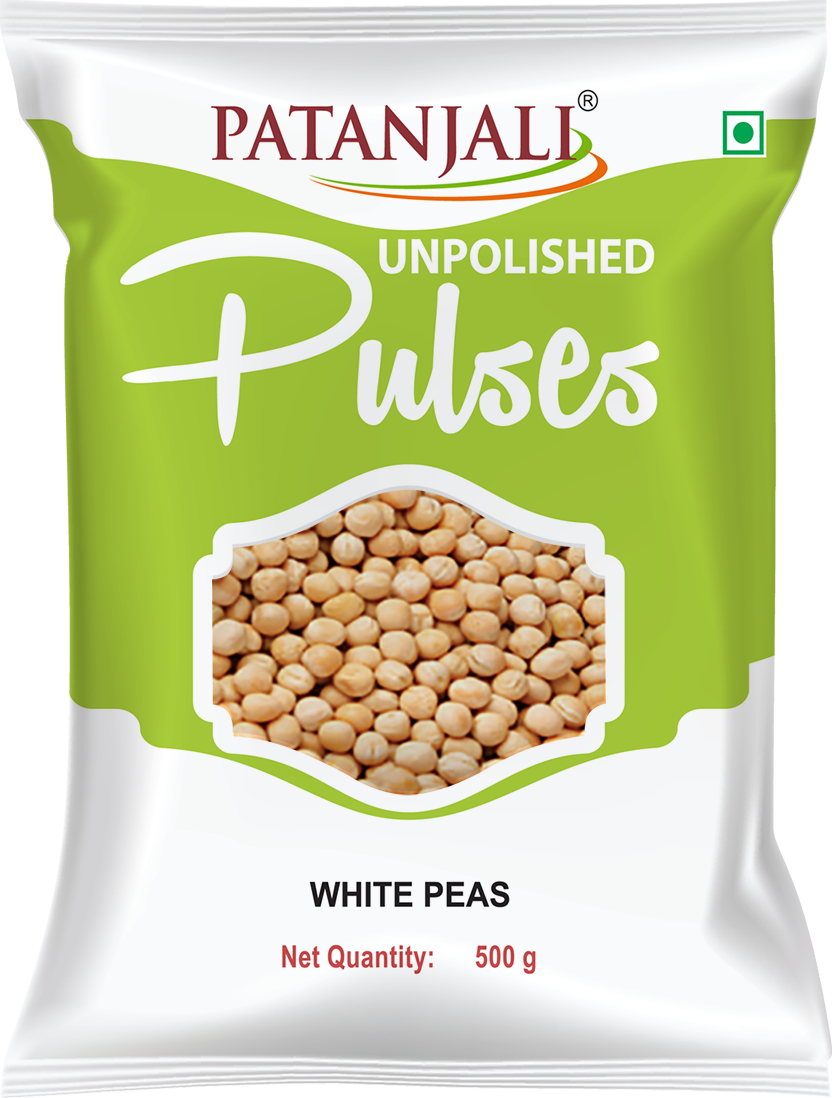 PATANJALI®
UNPOLISHED
Pulses
WHITE PEAS
Net Quantity: 500 g